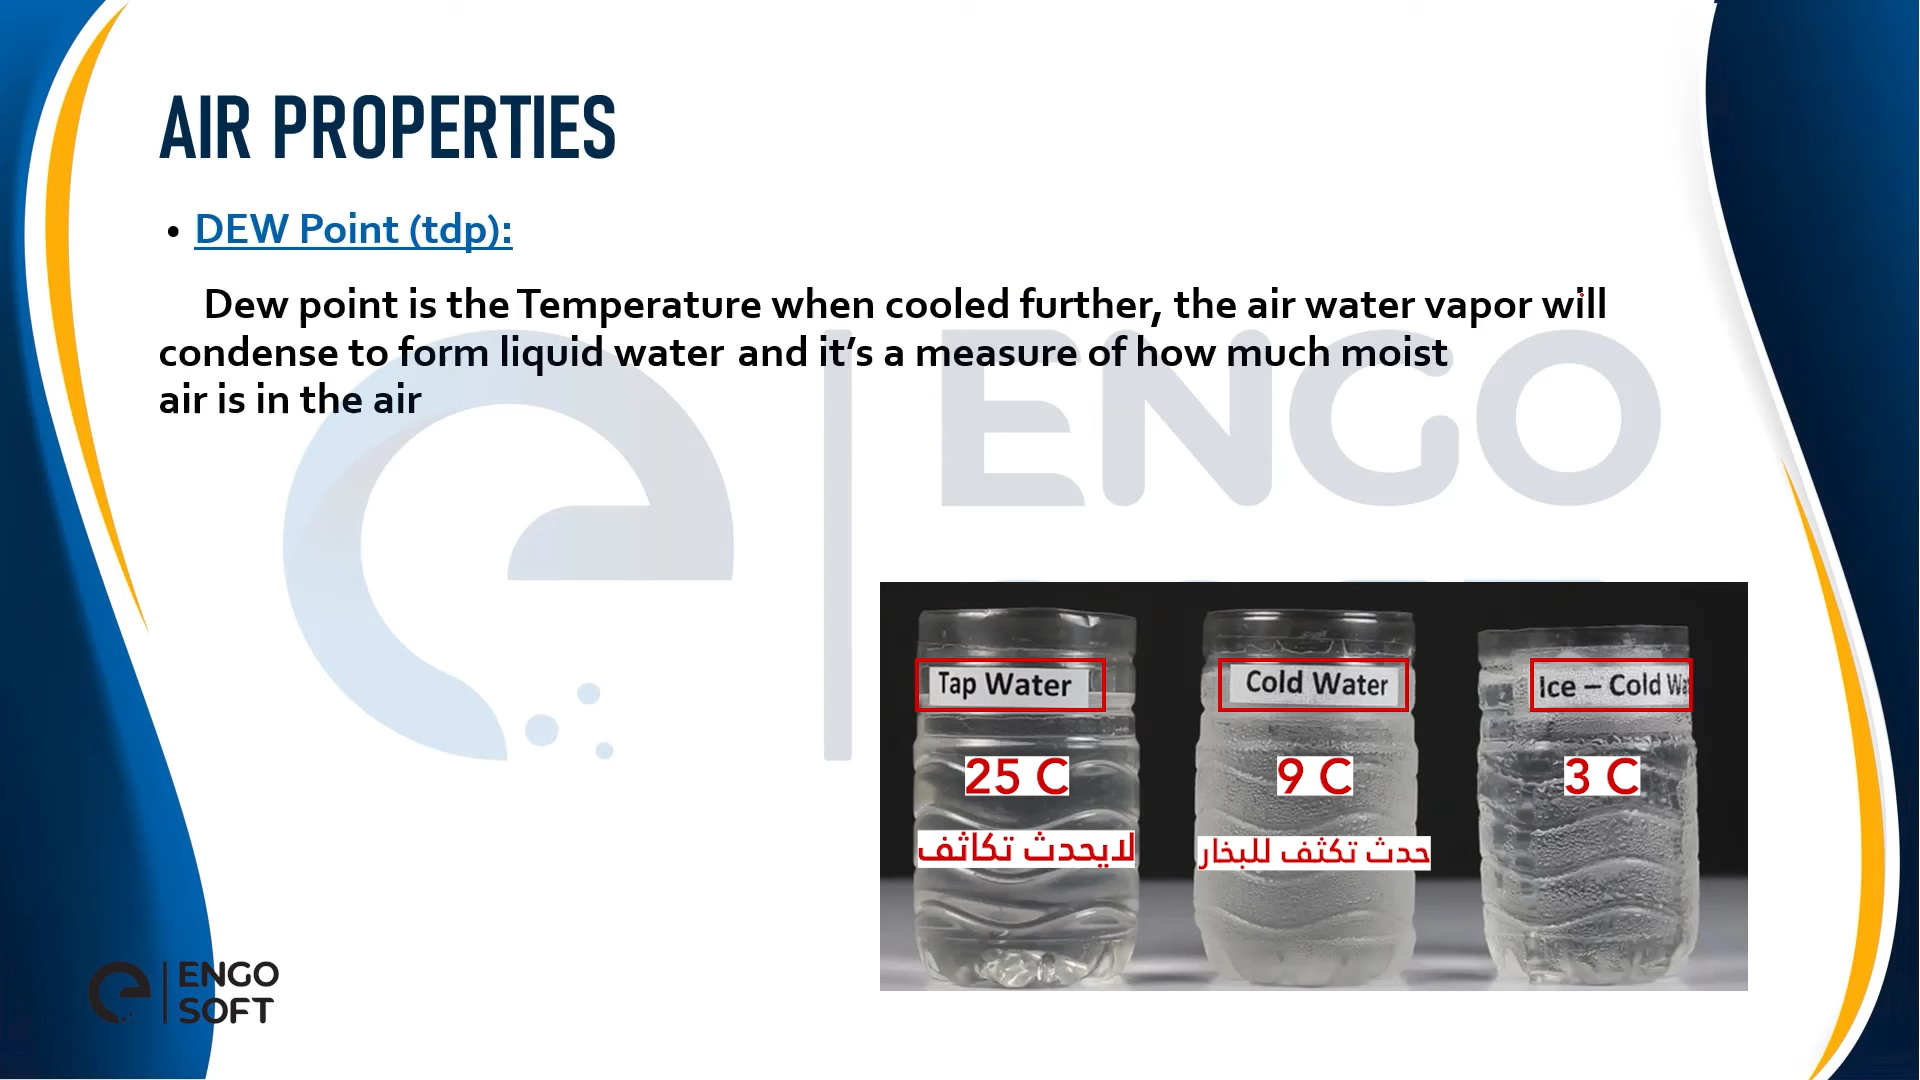 AIR PROPERTIES
• DEW Point (tdp):
Dew point is the Temperature when cooled further, the air water vapor will
condense to form liquid water and it’s a measure of how much moist
air is in the air
ENGO
Tap Water
Cold Water
Ice – Cold Wa
25 C
9 C
3 C
لايحدث تكاثف
حدث تكثف للبخار
ENGO
SOFT